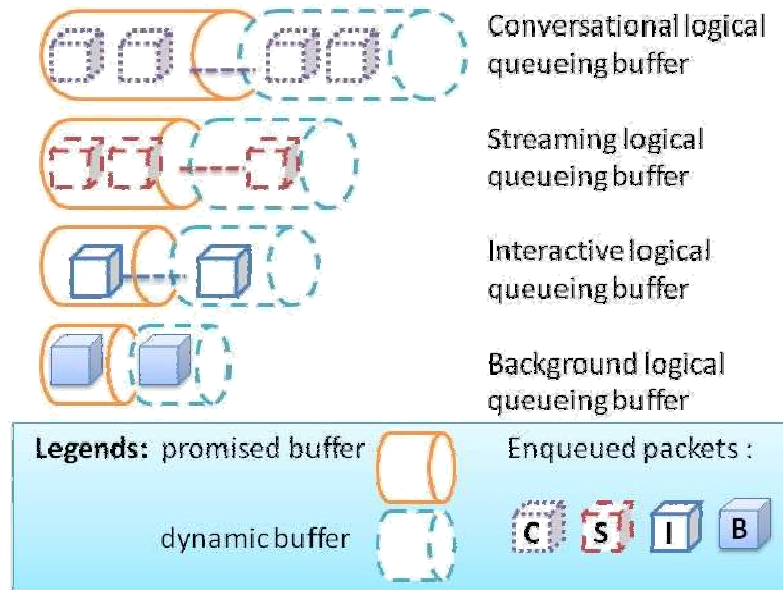 Conversational logical
queueing buffer
Streaming logical
queueing buffer
Interactive logical
queueing buffer
Background logical
queueing buffer
Legends: promised buffer
Enqueued packets :
dynamic buffer
C S I B